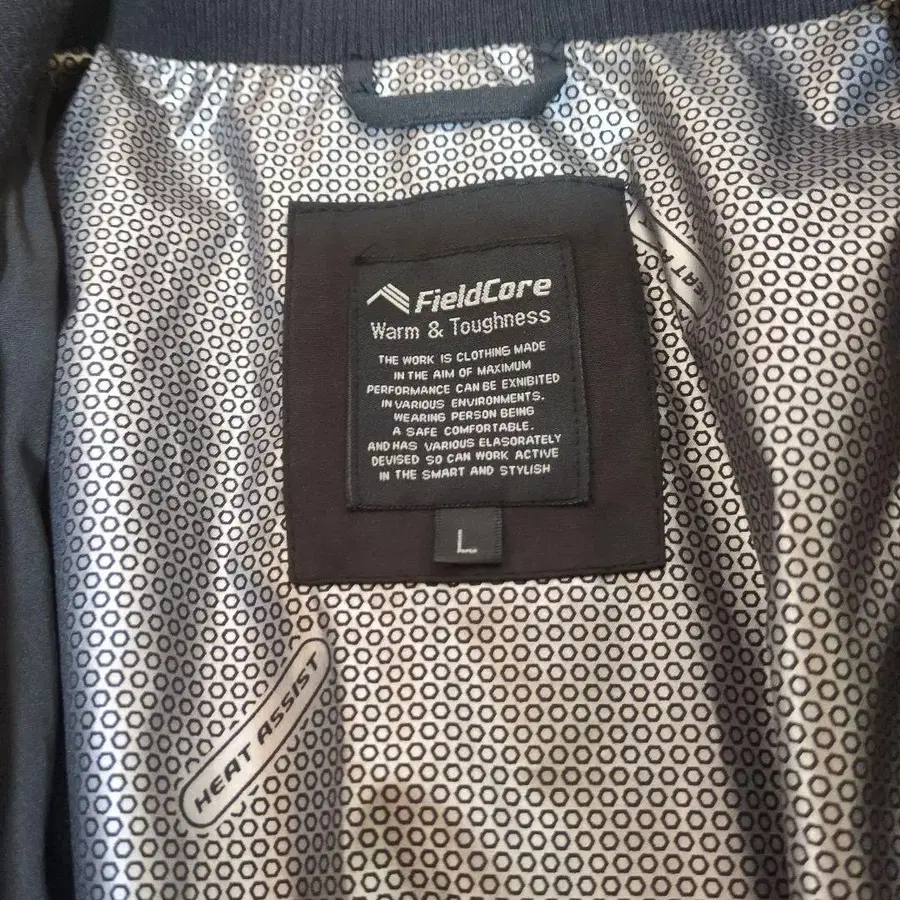 FieldCore
Warm & Toughness
THE WORK IS CLOTHING MADE
IN THE AIM OF MAXIMUM
PERFORMANCE CAN BE EXHIBITED
IN VARIOUS ENVIRONMENTS.
WEARING PERSON BEING
A SAFE COMFORTABLE.
AND HAS VARIOUS ELASORATELY
DEVISED SO CAN WORK ACTIVE
IN THE SMART AND STYLISH
L
HEAT A
HEAT ASSIST